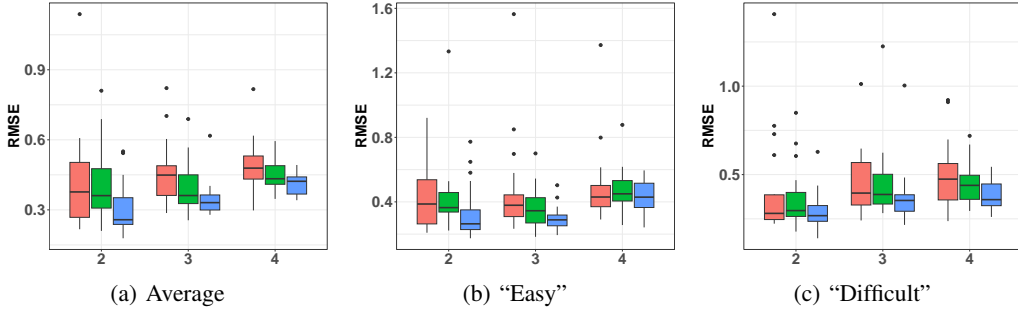 RMSE
0.9
0.6
0.3
2 3 4
(a) Average
RMSE
1.6
1.2
0.8
0.4
2 3 4
(b) “Easy”
RMSE
1.0
0.5
2 3 4
(c) “Difficult”